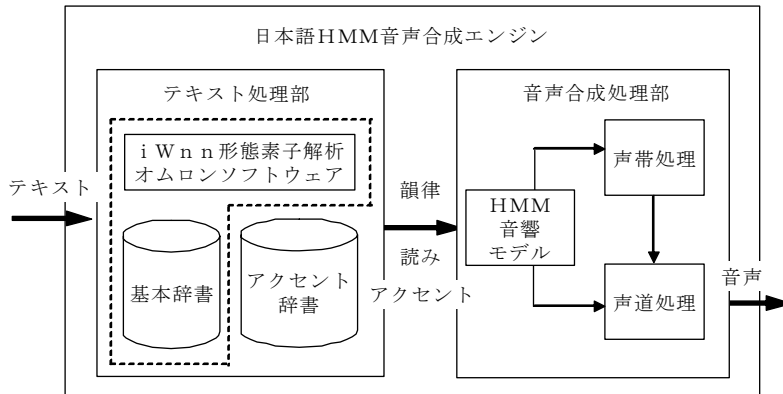 日本語ＨＭＭ音声合成エンジン
テキスト処理部
音声合成処理部
ｉＷｎｎ形態素子解析
オムロンソフトウェア
テキスト
基本辞書
アクセント
辞書
韻律
読み
アクセント
ＨＭＭ
音響
モデル
声帯処理
声道処理
音声